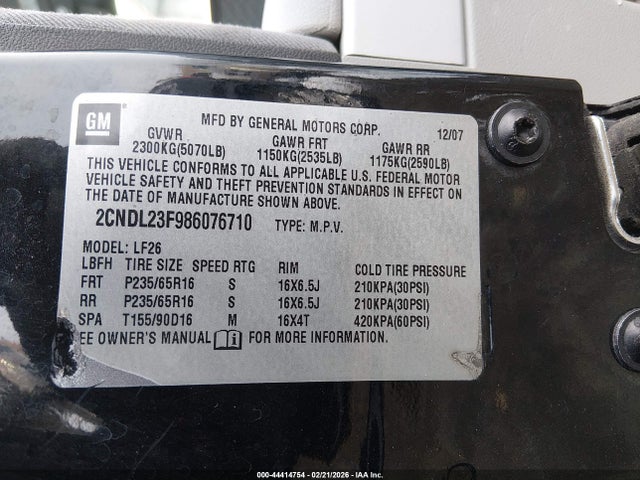 GM
MFD BY GENERAL MOTORS CORP. 12/07
GVWR GAWR FRT GAWR RR
2300KG(5070LB) 1150KG(2535LB) 1175KG(2590LB)
THIS VEHICLE CONFORMS TO ALL APPLICABLE U.S. FEDERAL MOTOR
VEHICLE SAFETY AND THEFT PREVENTION STANDARDS IN EFFECT ON
THE DATE OF MANUFACTURE SHOWN ABOVE.
2CNDL23F986076710 TYPE: M.P.V.
MODEL: LF26
LBFH TIRE SIZE SPEED RTG RIM COLD TIRE PRESSURE
FRT P235/65R16 S 16X6.5J 210KPA(30PSI)
RR P235/65R16 S 16X6.5J 210KPA(30PSI)
SPA T155/90D16 M 16X4T 420KPA(60PSI)
EE OWNER'S MANUAL i FOR MORE INFORMATION.
000-44414754 - 02/21/2026 - IAA Inc.